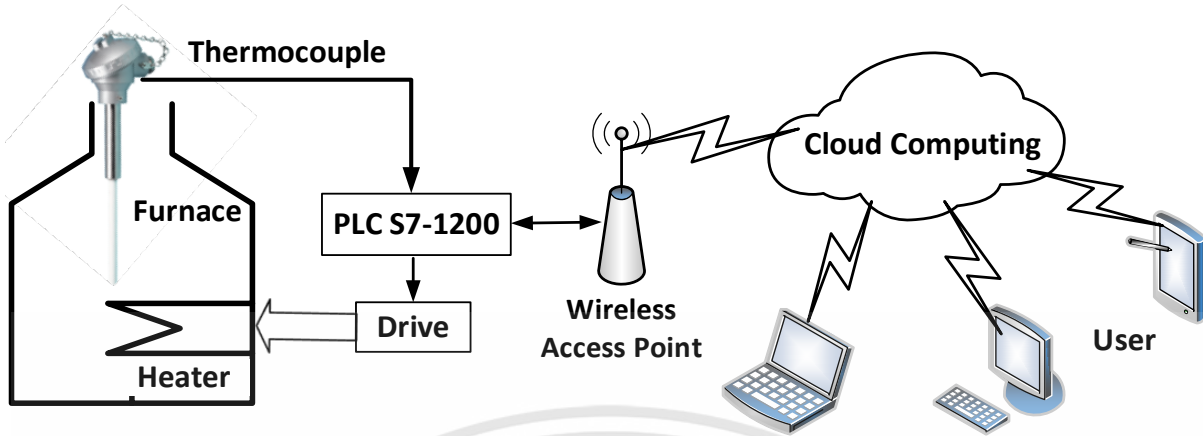 Thermocouple
Furnace
PLC S7-1200
Drive
Heater
Wireless
Access Point
Cloud Computing
User